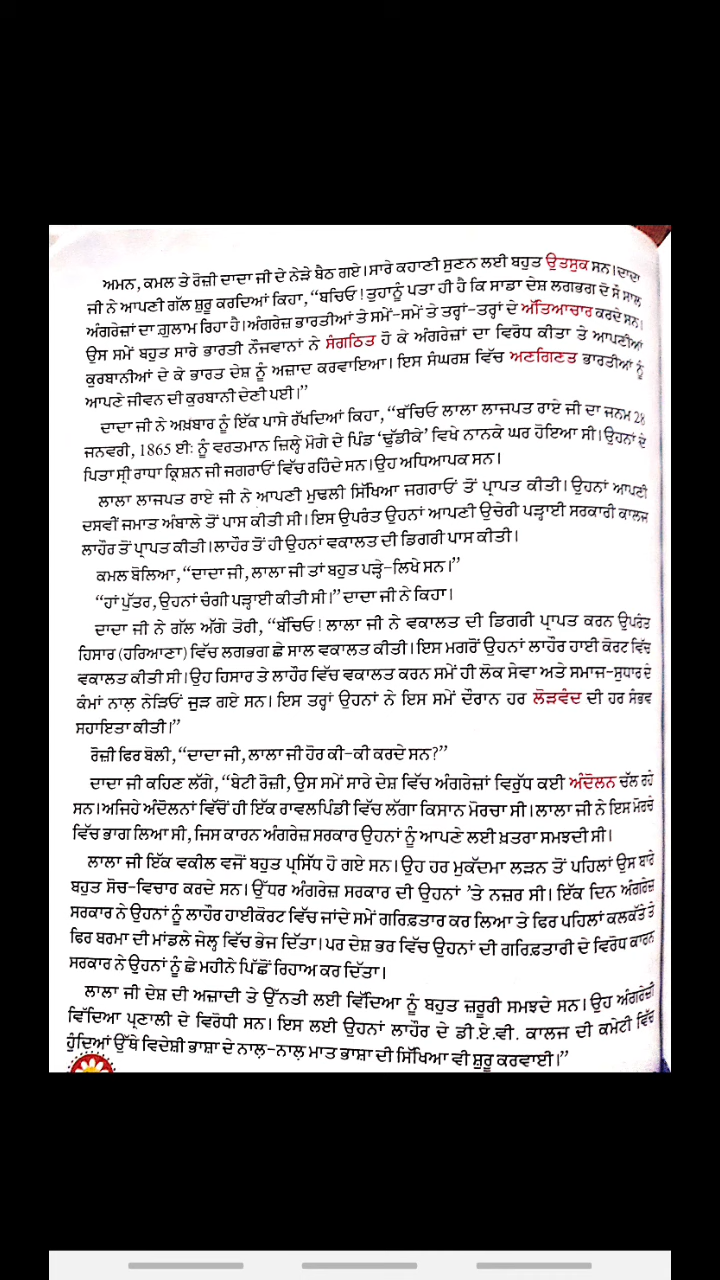 ਅਮਨ, ਕਮਲ ਤੇ ਰੋਜ਼ੀ ਦਾਦਾ ਜੀ ਦੇ ਨੇੜੇ ਬੈਠ ਗਏ। ਸਾਰੇ ਕਹਾਣੀ ਸੁਣਨ ਲਈ ਬਹੁਤ ਉਤਸੁਕ ਸਨ। ਦਾਦਾ
ਜੀ ਨੇ ਆਪਣੀ ਗੱਲ ਸ਼ੁਰੂ ਕਰਦਿਆਂ ਕਿਹਾ, “ਬਚਿਓ! ਤੁਹਾਨੂੰ ਪਤਾ ਹੀ ਹੈ ਕਿ ਸਾਡਾ ਦੇਸ਼ ਲਗਭਗ ਦੋ ਸੌ ਸਾਲ
ਅੰਗਰੇਜ਼ਾਂ ਦਾ ਗ਼ੁਲਾਮ ਰਿਹਾ ਹੈ। ਅੰਗਰੇਜ਼ ਭਾਰਤੀਆਂ ਤੇ ਸਮੇਂ-ਸਮੇਂ ਤੇ ਤਰ੍ਹਾਂ-ਤਰ੍ਹਾਂ ਦੇ ਅੱਤਿਆਚਾਰ ਕਰਦੇ ਸਨ।
ਉਸ ਸਮੇਂ ਬਹੁਤ ਸਾਰੇ ਭਾਰਤੀ ਨੌਜਵਾਨਾਂ ਨੇ ਸੰਗਠਿਤ ਹੋ ਕੇ ਅੰਗਰੇਜ਼ਾਂ ਦਾ ਵਿਰੋਧ ਕੀਤਾ ਤੇ ਆਪਣੀਆਂ
ਕੁਰਬਾਨੀਆਂ ਦੇ ਕੇ ਭਾਰਤ ਦੇਸ਼ ਨੂੰ ਅਜ਼ਾਦ ਕਰਵਾਇਆ। ਇਸ ਸੰਘਰਸ਼ ਵਿੱਚ ਅਣਗਿਣਤ ਭਾਰਤੀਆਂ ਨੂੰ
ਆਪਣੇ ਜੀਵਨ ਦੀ ਕੁਰਬਾਨੀ ਦੇਣੀ ਪਈ।”
ਦਾਦਾ ਜੀ ਨੇ ਅਖ਼ਬਾਰ ਨੂੰ ਇੱਕ ਪਾਸੇ ਰੱਖਦਿਆਂ ਕਿਹਾ, “ਬੱਚਿਓ ਲਾਲਾ ਲਾਜਪਤ ਰਾਏ ਜੀ ਦਾ ਜਨਮ 28
ਜਨਵਰੀ, 1865 ਈ: ਨੂੰ ਵਰਤਮਾਨ ਜ਼ਿਲ੍ਹੇ ਮੋਗੇ ਦੇ ਪਿੰਡ ‘ਢੁੱਡੀਕੇ’ ਵਿਖੇ ਨਾਨਕੇ ਘਰ ਹੋਇਆ ਸੀ। ਉਹਨਾਂ ਦੇ
ਪਿਤਾ ਸ੍ਰੀ ਰਾਧਾ ਕ੍ਰਿਸ਼ਨ ਜੀ ਜਗਰਾਓਂ ਵਿੱਚ ਰਹਿੰਦੇ ਸਨ। ਉਹ ਅਧਿਆਪਕ ਸਨ।
ਲਾਲਾ ਲਾਜਪਤ ਰਾਏ ਜੀ ਨੇ ਆਪਣੀ ਮੁਢਲੀ ਸਿੱਖਿਆ ਜਗਰਾਓਂ ਤੋਂ ਪ੍ਰਾਪਤ ਕੀਤੀ। ਉਹਨਾਂ ਆਪਣੀ
ਦਸਵੀਂ ਜਮਾਤ ਅੰਬਾਲੇ ਤੋਂ ਪਾਸ ਕੀਤੀ ਸੀ। ਇਸ ਉਪਰੰਤ ਉਹਨਾਂ ਆਪਣੀ ਉਚੇਰੀ ਪੜ੍ਹਾਈ ਸਰਕਾਰੀ ਕਾਲਜ
ਲਾਹੌਰ ਤੋਂ ਪ੍ਰਾਪਤ ਕੀਤੀ। ਲਾਹੌਰ ਤੋਂ ਹੀ ਉਹਨਾਂ ਵਕਾਲਤ ਦੀ ਡਿਗਰੀ ਪਾਸ ਕੀਤੀ।
ਕਮਲ ਬੋਲਿਆ, “ਦਾਦਾ ਜੀ, ਲਾਲਾ ਜੀ ਤਾਂ ਬਹੁਤ ਪੜ੍ਹੇ-ਲਿਖੇ ਸਨ।”
“ਹਾਂ ਪੁੱਤਰ, ਉਹਨਾਂ ਚੰਗੀ ਪੜ੍ਹਾਈ ਕੀਤੀ ਸੀ।” ਦਾਦਾ ਜੀ ਨੇ ਕਿਹਾ।
ਦਾਦਾ ਜੀ ਨੇ ਗੱਲ ਅੱਗੇ ਤੋਰੀ, “ਬੱਚਿਓ! ਲਾਲਾ ਜੀ ਨੇ ਵਕਾਲਤ ਦੀ ਡਿਗਰੀ ਪ੍ਰਾਪਤ ਕਰਨ ਉਪਰੰਤ
ਹਿਸਾਰ (ਹਰਿਆਣਾ) ਵਿੱਚ ਲਗਭਗ ਛੇ ਸਾਲ ਵਕਾਲਤ ਕੀਤੀ। ਇਸ ਮਗਰੋਂ ਉਹਨਾਂ ਲਾਹੌਰ ਹਾਈ ਕੋਰਟ ਵਿੱਚ
ਵਕਾਲਤ ਕੀਤੀ ਸੀ। ਉਹ ਹਿਸਾਰ ਤੇ ਲਾਹੌਰ ਵਿੱਚ ਵਕਾਲਤ ਕਰਨ ਸਮੇਂ ਹੀ ਲੋਕ ਸੇਵਾ ਅਤੇ ਸਮਾਜ-ਸੁਧਾਰ ਦੇ
ਕੰਮਾਂ ਨਾਲ਼ ਨੇੜਿਓਂ ਜੁੜ ਗਏ ਸਨ। ਇਸ ਤਰ੍ਹਾਂ ਉਹਨਾਂ ਨੇ ਇਸ ਸਮੇਂ ਦੌਰਾਨ ਹਰ ਲੋੜਵੰਦ ਦੀ ਹਰ ਸੰਭਵ
ਸਹਾਇਤਾ ਕੀਤੀ।”
ਰੋਜ਼ੀ ਫਿਰ ਬੋਲੀ, “ਦਾਦਾ ਜੀ, ਲਾਲਾ ਜੀ ਹੋਰ ਕੀ-ਕੀ ਕਰਦੇ ਸਨ?”
ਦਾਦਾ ਜੀ ਕਹਿਣ ਲੱਗੇ, “ਬੇਟੀ ਰੋਜ਼ੀ, ਉਸ ਸਮੇਂ ਸਾਰੇ ਦੇਸ਼ ਵਿੱਚ ਅੰਗਰੇਜ਼ਾਂ ਵਿਰੁੱਧ ਕਈ ਅੰਦੋਲਨ ਚੱਲ ਰਹੇ
ਸਨ। ਅਜਿਹੇ ਅੰਦੋਲਨਾਂ ਵਿੱਚੋਂ ਹੀ ਇੱਕ ਰਾਵਲਪਿੰਡੀ ਵਿੱਚ ਲੱਗਾ ਕਿਸਾਨ ਮੋਰਚਾ ਸੀ। ਲਾਲਾ ਜੀ ਨੇ ਇਸ ਮੋਰਚੇ
ਵਿੱਚ ਭਾਗ ਲਿਆ ਸੀ, ਜਿਸ ਕਾਰਨ ਅੰਗਰੇਜ਼ ਸਰਕਾਰ ਉਹਨਾਂ ਨੂੰ ਆਪਣੇ ਲਈ ਖ਼ਤਰਾ ਸਮਝਦੀ ਸੀ।
ਲਾਲਾ ਜੀ ਇੱਕ ਵਕੀਲ ਵਜੋਂ ਬਹੁਤ ਪ੍ਰਸਿੱਧ ਹੋ ਗਏ ਸਨ। ਉਹ ਹਰ ਮੁਕੱਦਮਾ ਲੜਨ ਤੋਂ ਪਹਿਲਾਂ ਉਸ ਬਾਰੇ
ਬਹੁਤ ਸੋਚ-ਵਿਚਾਰ ਕਰਦੇ ਸਨ। ਉੱਧਰ ਅੰਗਰੇਜ਼ ਸਰਕਾਰ ਦੀ ਉਹਨਾਂ ’ਤੇ ਨਜ਼ਰ ਸੀ। ਇੱਕ ਦਿਨ ਅੰਗਰੇਜ਼
ਸਰਕਾਰ ਨੇ ਉਹਨਾਂ ਨੂੰ ਲਾਹੌਰ ਹਾਈਕੋਰਟ ਵਿੱਚ ਜਾਂਦੇ ਸਮੇਂ ਗਰਿਫ਼ਤਾਰ ਕਰ ਲਿਆ ਤੇ ਫਿਰ ਪਹਿਲਾਂ ਕਲਕੱਤੇ ਤੇ
ਫਿਰ ਬਰਮਾ ਦੀ ਮਾਂਡਲੇ ਜੇਲ੍ਹ ਵਿੱਚ ਭੇਜ ਦਿੱਤਾ। ਪਰ ਦੇਸ਼ ਭਰ ਵਿੱਚ ਉਹਨਾਂ ਦੀ ਗਰਿਫ਼ਤਾਰੀ ਦੇ ਵਿਰੋਧ ਕਾਰਨ
ਸਰਕਾਰ ਨੇ ਉਹਨਾਂ ਨੂੰ ਛੇ ਮਹੀਨੇ ਪਿੱਛੋਂ ਰਿਹਾਅ ਕਰ ਦਿੱਤਾ।
ਲਾਲਾ ਜੀ ਦੇਸ਼ ਦੀ ਅਜ਼ਾਦੀ ਤੇ ਉੱਨਤੀ ਲਈ ਵਿੱਦਿਆ ਨੂੰ ਬਹੁਤ ਜ਼ਰੂਰੀ ਸਮਝਦੇ ਸਨ। ਉਹ ਅੰਗਰੇਜ਼ੀ
ਵਿੱਦਿਆ ਪ੍ਰਣਾਲੀ ਦੇ ਵਿਰੋਧੀ ਸਨ। ਇਸ ਲਈ ਉਹਨਾਂ ਲਾਹੌਰ ਦੇ ਡੀ.ਏ.ਵੀ. ਕਾਲਜ ਦੀ ਕਮੇਟੀ ਵਿੱਚ
ਹੁੰਦਿਆਂ ਉੱਥੇ ਵਿਦੇਸ਼ੀ ਭਾਸ਼ਾ ਦੇ ਨਾਲ਼-ਨਾਲ਼ ਮਾਤ ਭਾਸ਼ਾ ਦੀ ਸਿੱਖਿਆ ਵੀ ਸ਼ੁਰੂ ਕਰਵਾਈ।”